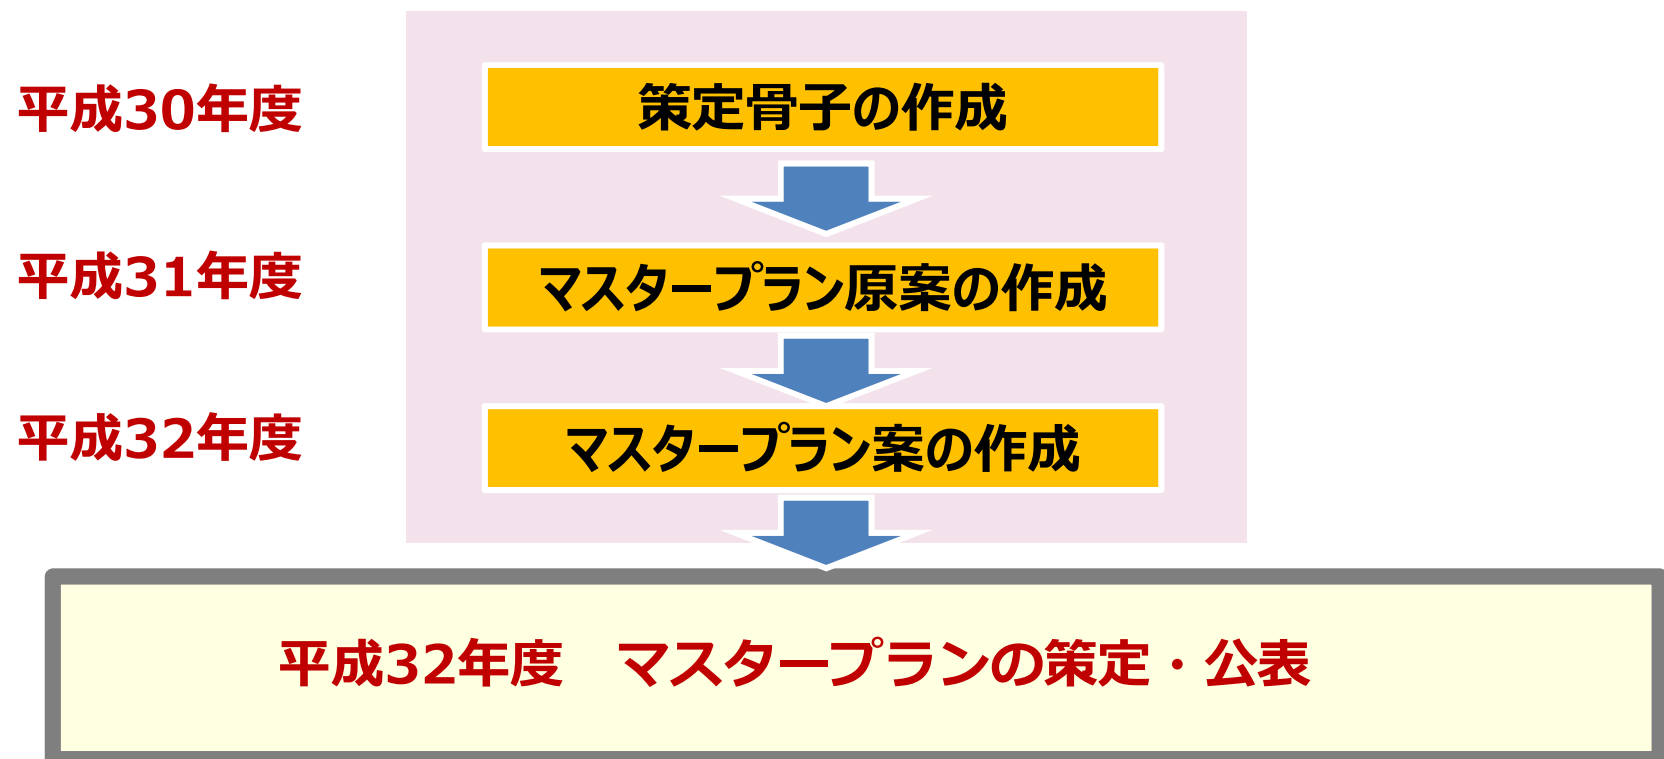 平成30年度
策定骨子の作成
平成31年度
マスタープラン原案の作成
平成32年度
マスタープラン案の作成
平成32年度　マスタープランの策定・公表